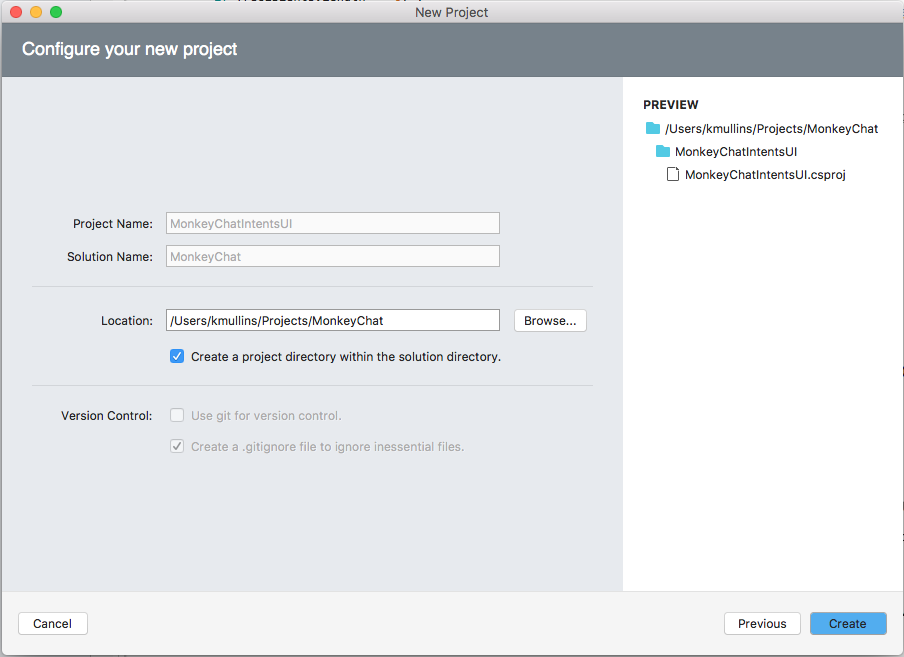 New Project
Configure your new project
Project Name: MonkeyChatIntentsUI
Solution Name: MonkeyChat
Location: /Users/kmullins/Projects/MonkeyChat Browse...
Create a project directory within the solution directory.
Version Control: Use git for version control.
Create a .gitignore file to ignore inessential files.
PREVIEW
/Users/kmullins/Projects/MonkeyChat
MonkeyChatIntentsUI
MonkeyChatIntentsUI.csproj
Cancel Previous Create